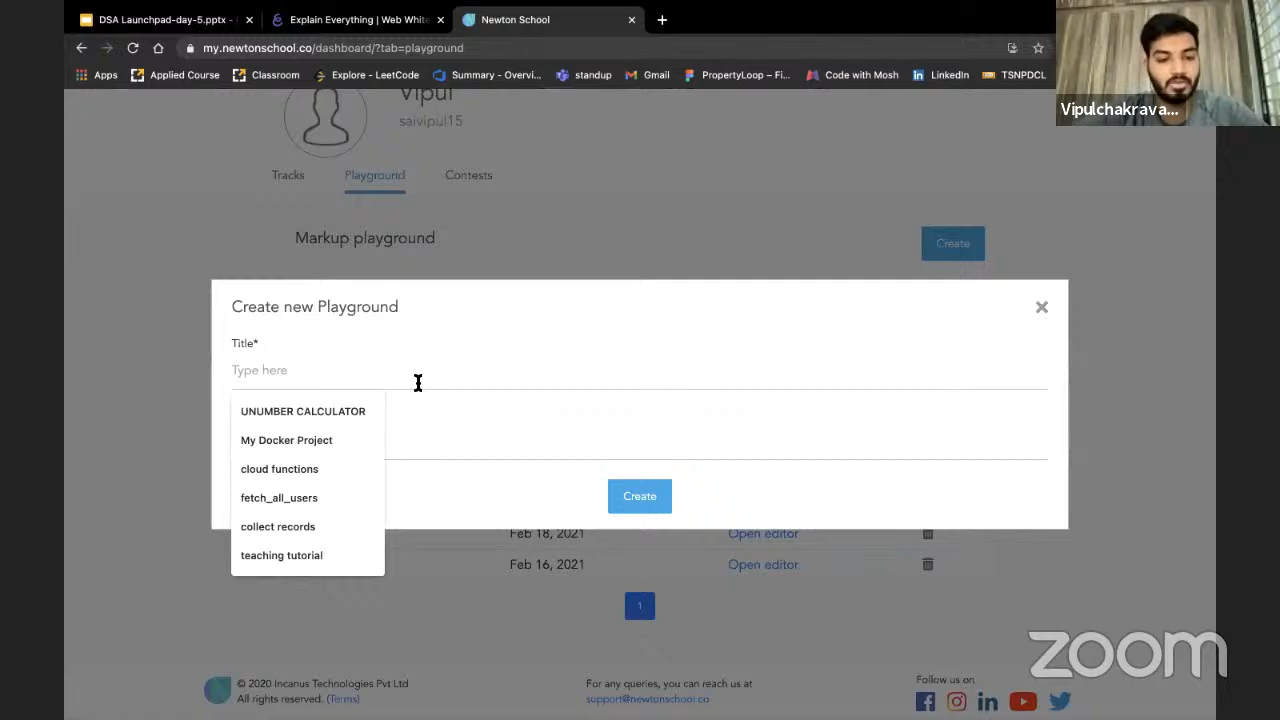 DSA Launchpad-day-5.pptx -
Explain Everything | Web White
Newton School
my.newtonschool.co/dashboard/?tab=playground
Apps
Applied Course
Classroom
Explore - LeetCode
Summary - Overvi...
standup
Gmail
PropertyLoop – Fi...
Code with Mosh
LinkedIn
TSNPDCL
Vipulchakrava...
Vipul
saivipul15
Tracks
Playground
Contests
Markup playground
Create
Create new Playground
Title*
Type here
UNUMBER CALCULATOR
My Docker Project
cloud functions
fetch_all_users
collect records
teaching tutorial
Create
Feb 18, 2021
Open editor
Feb 16, 2021
Open editor
1
zoom
© 2020 Incanus Technologies Pvt Ltd
All rights reserved. (Terms)
For any queries, you can reach us at
support@newtonschool.co
Follow us on